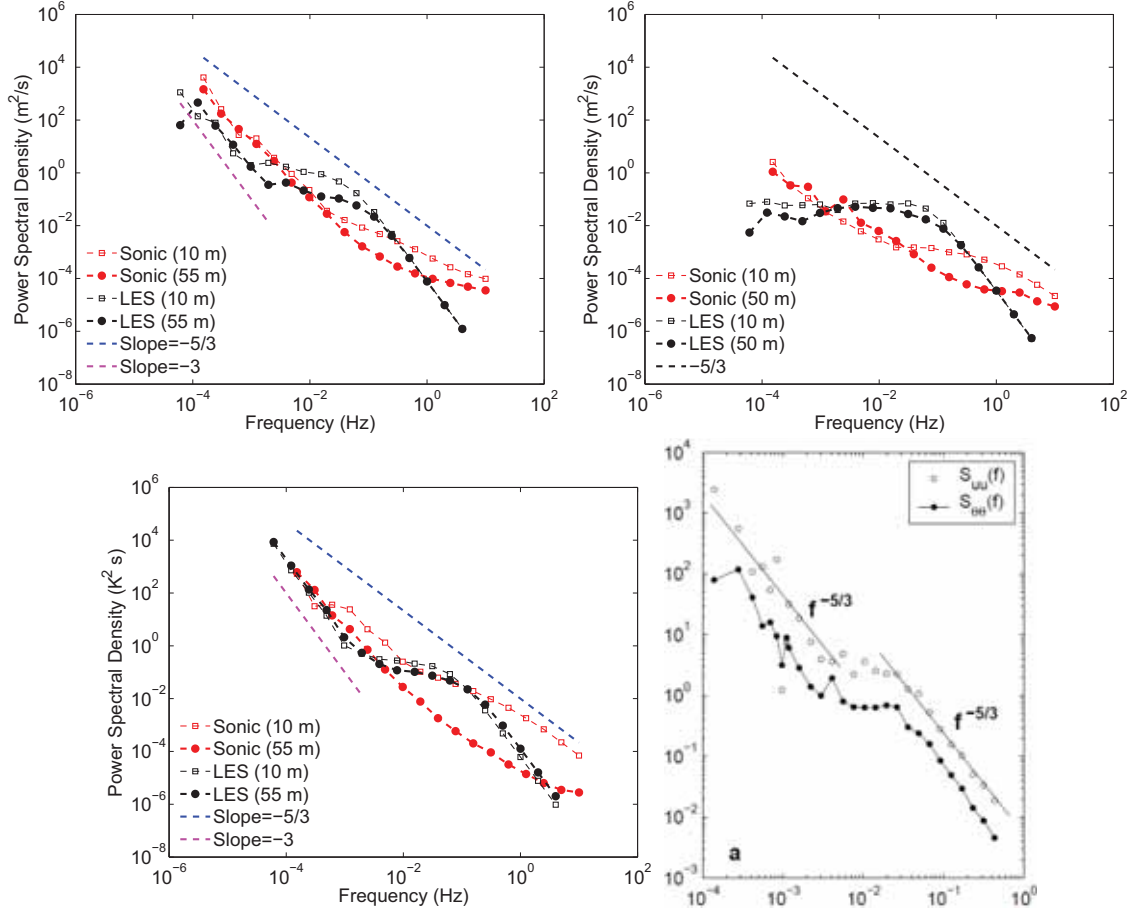 10^6
10^4
10^2
10^0
10^−2
10^−4
10^−6
10^−8
Power Spectral Density (m^2/s)
Sonic (10 m)
Sonic (55 m)
LES (10 m)
LES (55 m)
Slope=−5/3
Slope=−3
10^−6
10^−4
10^−2
10^0
10^2
Frequency (Hz)
10^6
10^4
10^2
10^0
10^−2
10^−4
10^−6
10^−8
Power Spectral Density (m^2/s)
Sonic (10 m)
Sonic (50 m)
LES (10 m)
LES (50 m)
−5/3
10^−6
10^−4
10^−2
10^0
10^2
Frequency (Hz)
10^6
10^4
10^2
10^0
10^−2
10^−4
10^−6
10^−8
Power Spectral Density (K^2 s)
Sonic (10 m)
Sonic (55 m)
LES (10 m)
LES (55 m)
Slope=−5/3
Slope=−3
10^−6
10^−4
10^−2
10^0
10^2
Frequency (Hz)
10^4
10^3
10^2
10^1
10^0
10^−1
10^−2
10^−3
S_uu(f)
S_θθ(f)
f^−5/3
f^−5/3
a
10^−4
10^−3
10^−2
10^−1
10^0